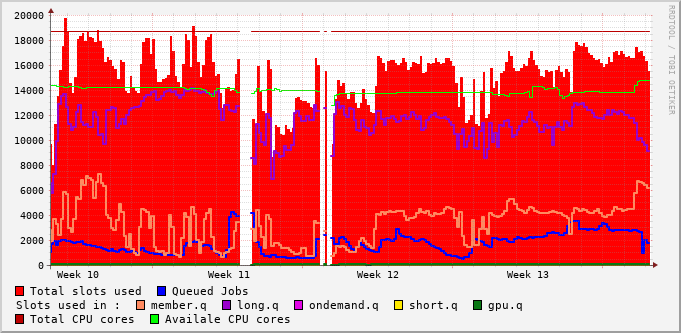 20000
18000
16000
14000
12000
10000
8000
6000
4000
2000
0
Week 10 Week 11 Week 12 Week 13
Total slots used Queued Jobs
Slots used in : member.q long.q ondemand.q short.q gpu.q
Total CPU cores Availale CPU cores
RRDTOOL / TOBI OETIKER